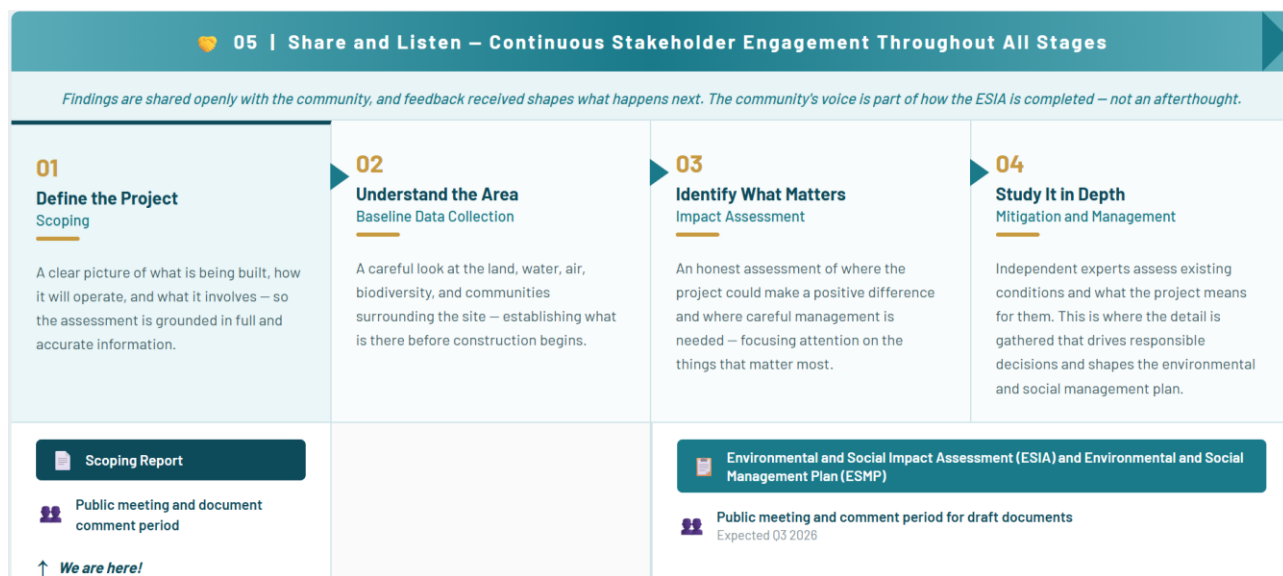 05 | Share and Listen – Continuous Stakeholder Engagement Throughout All Stages
Findings are shared openly with the community, and feedback received shapes what happens next. The community's voice is part of how the ESIA is completed – not an afterthought.
01
Define the Project
Scoping
A clear picture of what is being built, how
it will operate, and what it involves – so
the assessment is grounded in full and
accurate information.
02
Understand the Area
Baseline Data Collection
A careful look at the land, water, air,
biodiversity, and communities
surrounding the site – establishing what
is there before construction begins.
03
Identify What Matters
Impact Assessment
An honest assessment of where the
project could make a positive difference
and where careful management is
needed – focusing attention on the
things that matter most.
04
Study It in Depth
Mitigation and Management
Independent experts assess existing
conditions and what the project means
for them. This is where the detail is
gathered that drives responsible
decisions and shapes the environmental
and social management plan.
Scoping Report
Public meeting and document
comment period
↑ We are here!
Environmental and Social Impact Assessment (ESIA) and Environmental and Social
Management Plan (ESMP)
Public meeting and comment period for draft documents
Expected Q3 2026